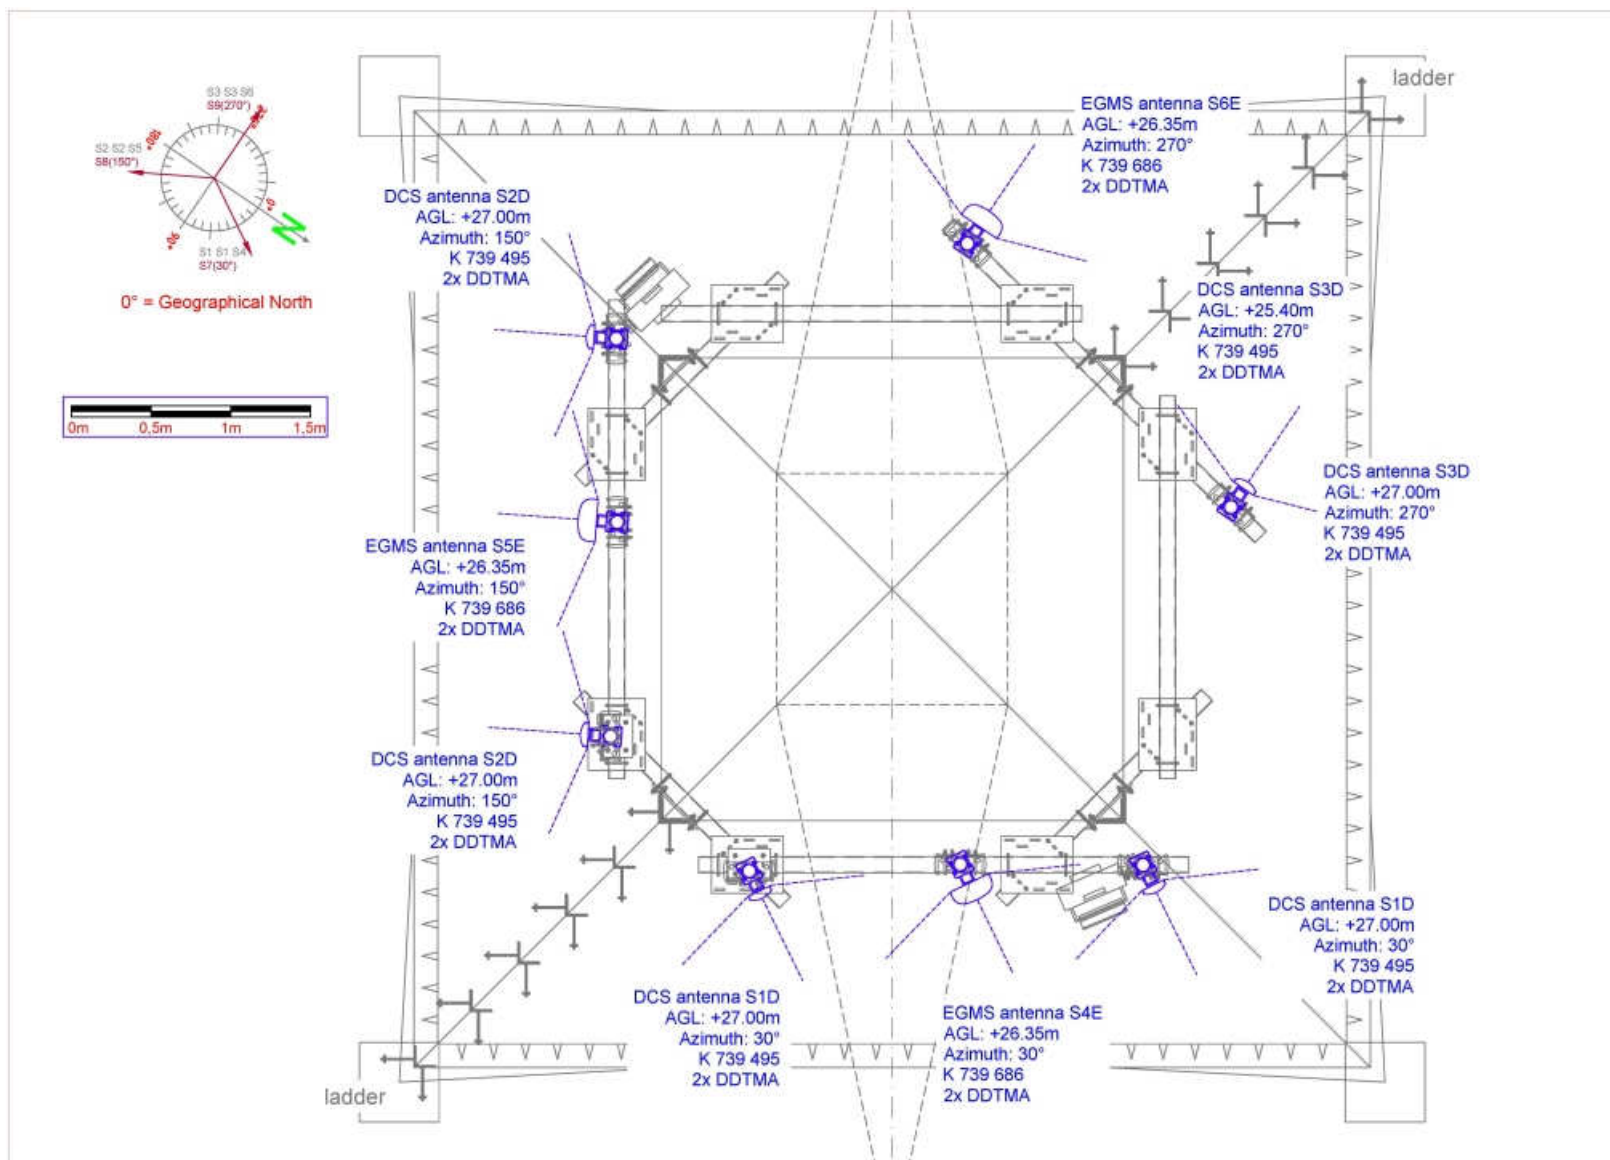 S3 S3 S6
S9(270°)
180°
S2 S2 S5
S8(150°)
0°
N
90°
S1 S1 S4
S7(30°)
0° = Geographical North
0m 0,5m 1m 1,5m
ladder
EGMS antenna S6E
AGL: +26.35m
Azimuth: 270°
K 739 686
2x DDTMA
DCS antenna S2D
AGL: +27.00m
Azimuth: 150°
K 739 495
2x DDTMA
DCS antenna S3D
AGL: +25.40m
Azimuth: 270°
K 739 495
2x DDTMA
DCS antenna S3D
AGL: +27.00m
Azimuth: 270°
K 739 495
2x DDTMA
EGMS antenna S5E
AGL: +26.35m
Azimuth: 150°
K 739 686
2x DDTMA
DCS antenna S2D
AGL: +27.00m
Azimuth: 150°
K 739 495
2x DDTMA
DCS antenna S1D
AGL: +27.00m
Azimuth: 30°
K 739 495
2x DDTMA
DCS antenna S1D
AGL: +27.00m
Azimuth: 30°
K 739 495
2x DDTMA
EGMS antenna S4E
AGL: +26.35m
Azimuth: 30°
K 739 686
2x DDTMA
ladder